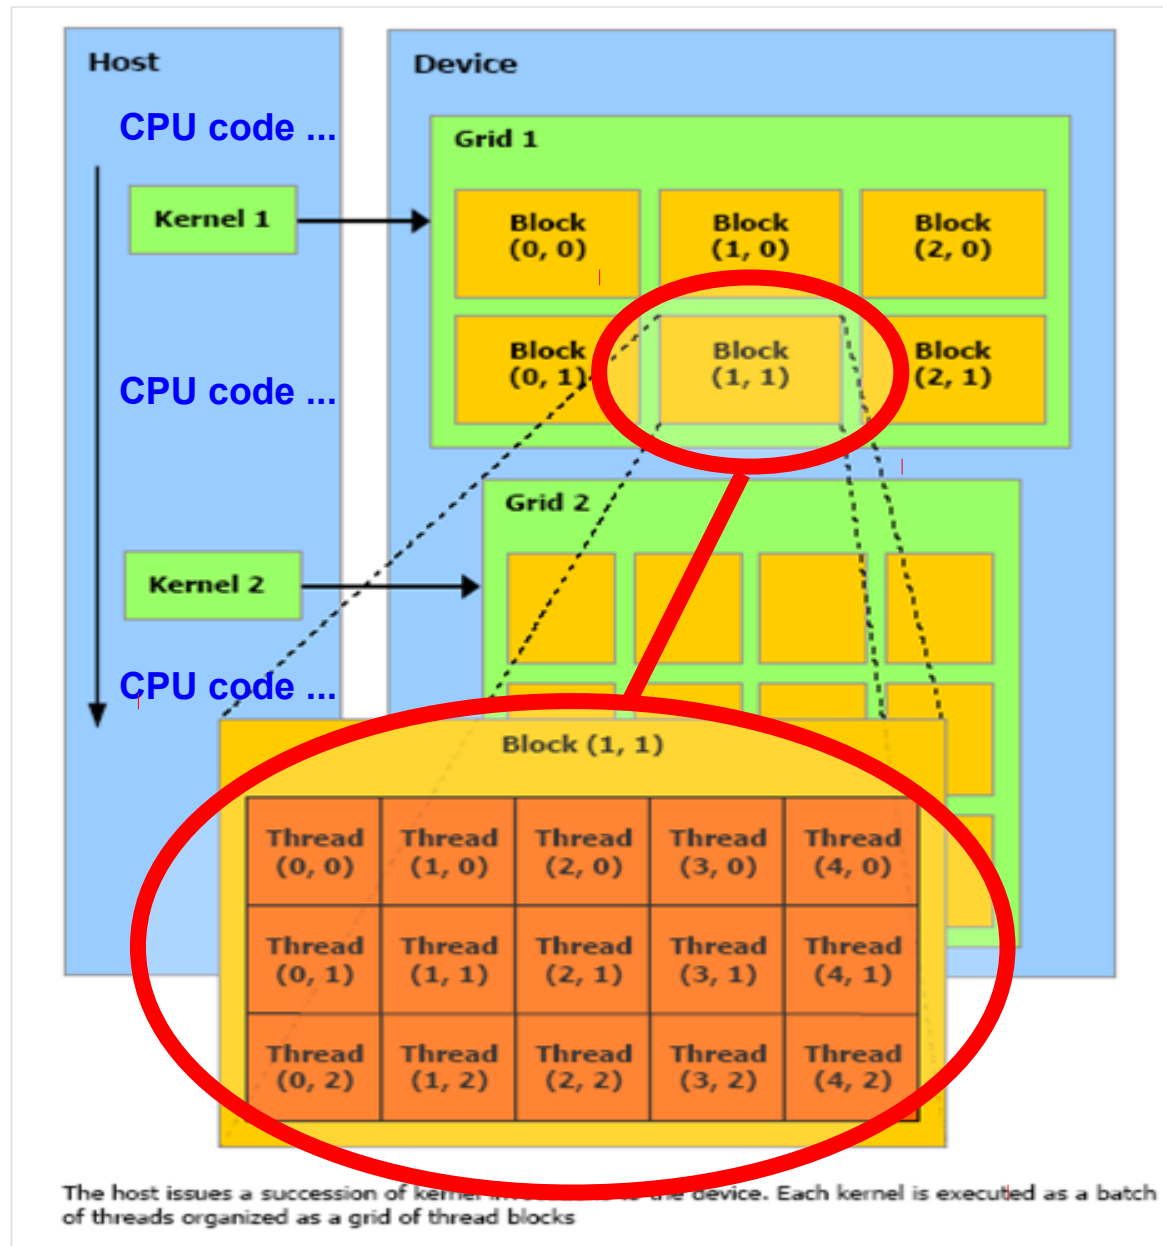 Host
CPU code ...
Kernel 1
CPU code ...
Kernel 2
CPU code ...
Device
Grid 1
Block
(0, 0)
Block
(1, 0)
Block
(2, 0)
Block
(0, 1)
Block
(1, 1)
Block
(2, 1)
Grid 2
Block (1, 1)
Thread
(0, 0)
Thread
(1, 0)
Thread
(2, 0)
Thread
(3, 0)
Thread
(4, 0)
Thread
(0, 1)
Thread
(1, 1)
Thread
(2, 1)
Thread
(3, 1)
Thread
(4, 1)
Thread
(0, 2)
Thread
(1, 2)
Thread
(2, 2)
Thread
(3, 2)
Thread
(4, 2)
The host issues a succession of kernel to the device. Each kernel is executed as a batch
of threads organized as a grid of thread blocks